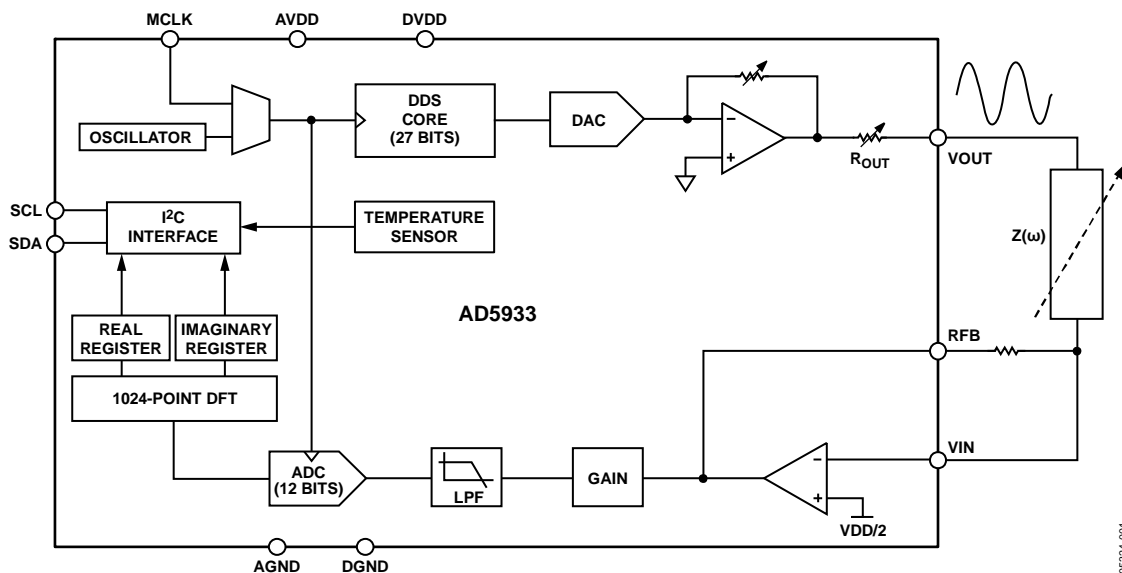 MCLK
AVDD
DVDD
OSCILLATOR
DDS
CORE
(27 BITS)
DAC
−
+
ROUT
VOUT
SCL
SDA
I2C
INTERFACE
TEMPERATURE
SENSOR
Z(ω)
AD5933
REAL
REGISTER
IMAGINARY
REGISTER
RFB
1024-POINT DFT
ADC
(12 BITS)
LPF
GAIN
−
+
VIN
VDD/2
AGND
DGND